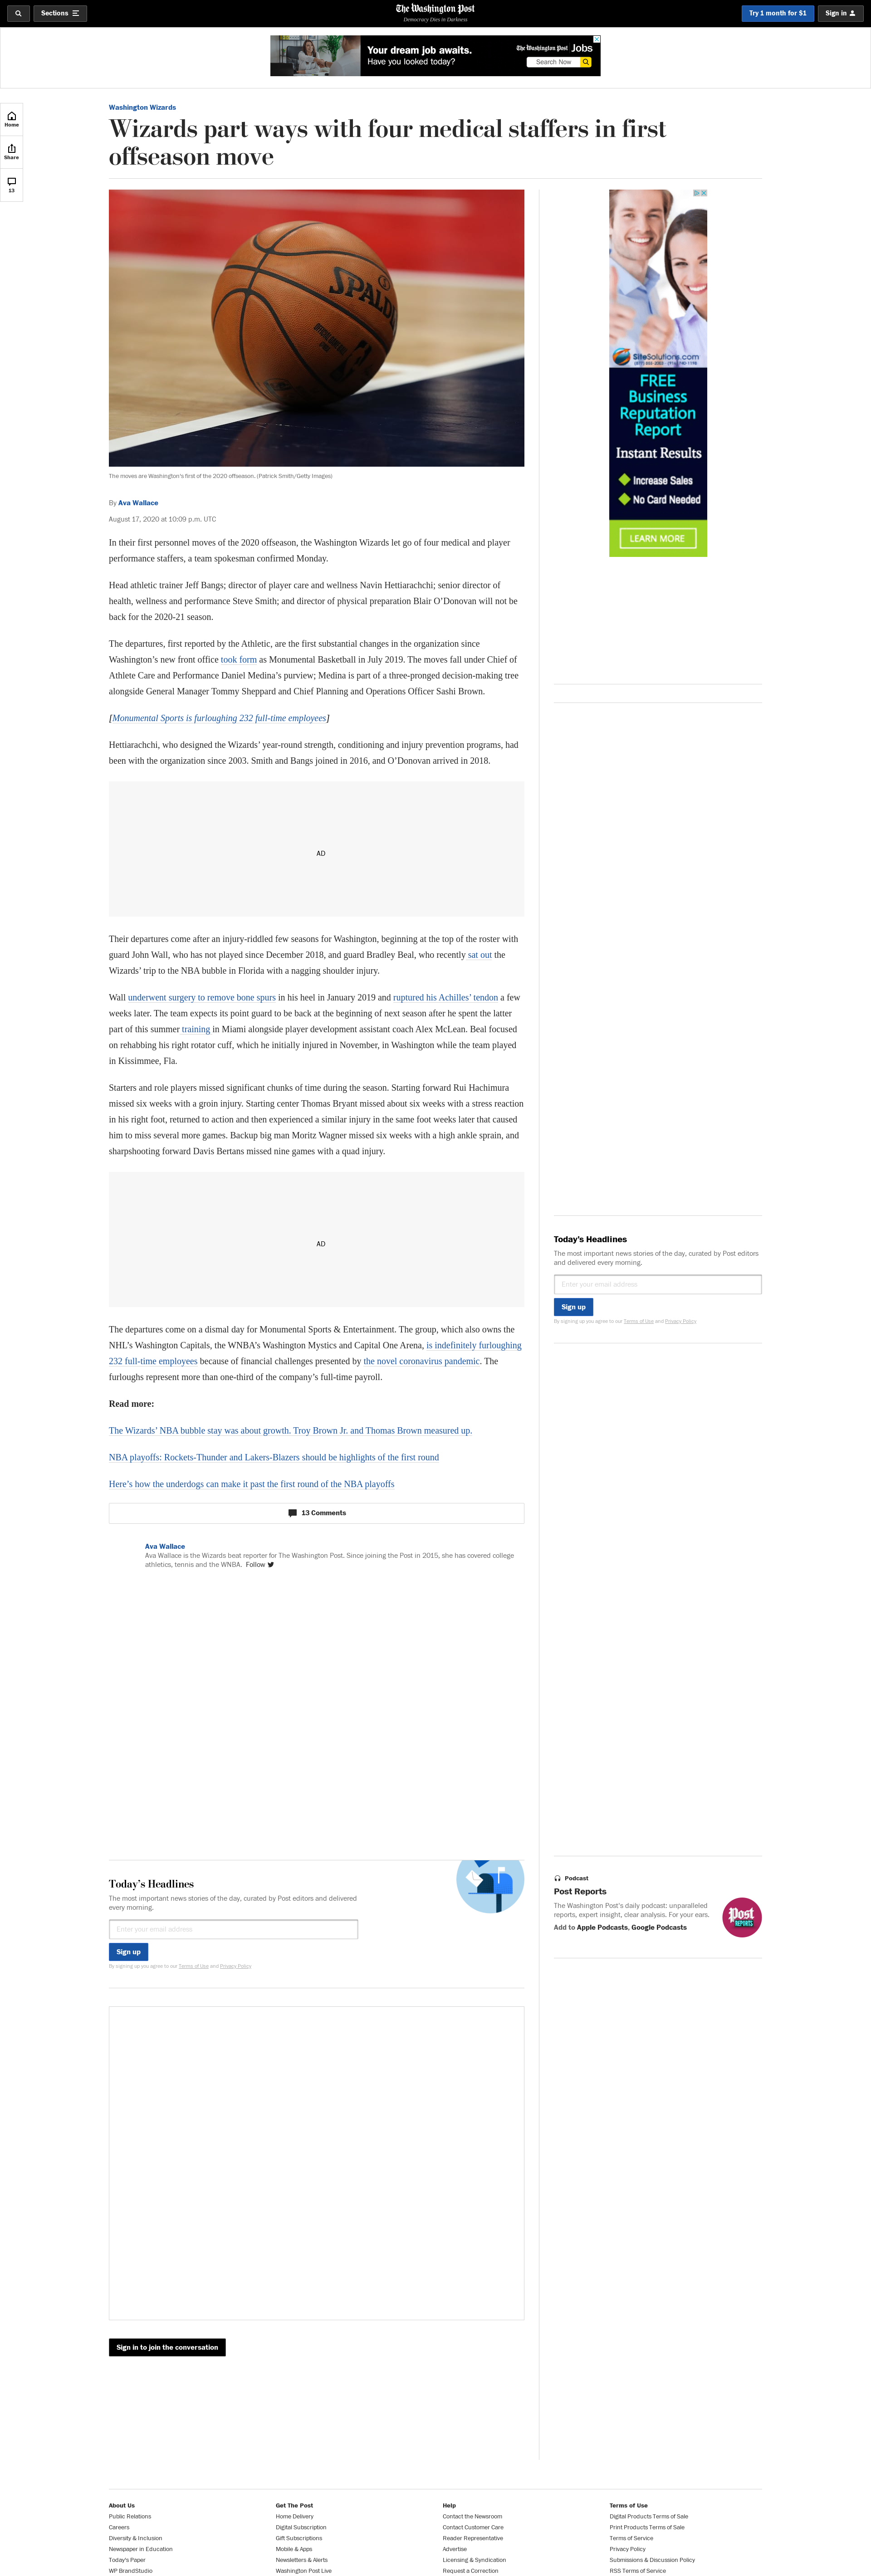 Sections
The Washington Post
Democracy Dies in Darkness
Try 1 month for $1
Sign in
Your dream job awaits.
Have you looked today?
The Washington Post Jobs
Search Now
Home
Share
13
Washington Wizards
Wizards part ways with four medical staffers in first
offseason move
SPALDING
The moves are Washington's first of the 2020 offseason. (Patrick Smith/Getty Images)
By Ava Wallace
August 17, 2020 at 10:09 p.m. UTC
In their first personnel moves of the 2020 offseason, the Washington Wizards let go of four medical and player
performance staffers, a team spokesman confirmed Monday.
Head athletic trainer Jeff Bangs; director of player care and wellness Navin Hettiarachchi; senior director of
health, wellness and performance Steve Smith; and director of physical preparation Blair O’Donovan will not be
back for the 2020-21 season.
The departures, first reported by the Athletic, are the first substantial changes in the organization since
Washington’s new front office took form as Monumental Basketball in July 2019. The moves fall under Chief of
Athlete Care and Performance Daniel Medina’s purview; Medina is part of a three-pronged decision-making tree
alongside General Manager Tommy Sheppard and Chief Planning and Operations Officer Sashi Brown.
[Monumental Sports is furloughing 232 full-time employees]
Hettiarachchi, who designed the Wizards’ year-round strength, conditioning and injury prevention programs, had
been with the organization since 2003. Smith and Bangs joined in 2016, and O’Donovan arrived in 2018.
AD
Their departures come after an injury-riddled few seasons for Washington, beginning at the top of the roster with
guard John Wall, who has not played since December 2018, and guard Bradley Beal, who recently sat out the
Wizards’ trip to the NBA bubble in Florida with a nagging shoulder injury.
Wall underwent surgery to remove bone spurs in his heel in January 2019 and ruptured his Achilles’ tendon a few
weeks later. The team expects its point guard to be back at the beginning of next season after he spent the latter
part of this summer training in Miami alongside player development assistant coach Alex McLean. Beal focused
on rehabbing his right rotator cuff, which he initially injured in November, in Washington while the team played
in Kissimmee, Fla.
Starters and role players missed significant chunks of time during the season. Starting forward Rui Hachimura
missed six weeks with a groin injury. Starting center Thomas Bryant missed about six weeks with a stress reaction
in his right foot, returned to action and then experienced a similar injury in the same foot weeks later that caused
him to miss several more games. Backup big man Moritz Wagner missed six weeks with a high ankle sprain, and
sharpshooting forward Davis Bertans missed nine games with a quad injury.
AD
The departures come on a dismal day for Monumental Sports & Entertainment. The group, which also owns the
NHL’s Washington Capitals, the WNBA’s Washington Mystics and Capital One Arena, is indefinitely furloughing
232 full-time employees because of financial challenges presented by the novel coronavirus pandemic. The
furloughs represent more than one-third of the company’s full-time payroll.
Read more:
The Wizards’ NBA bubble stay was about growth. Troy Brown Jr. and Thomas Brown measured up.
NBA playoffs: Rockets-Thunder and Lakers-Blazers should be highlights of the first round
Here’s how the underdogs can make it past the first round of the NBA playoffs
13 Comments
Ava Wallace
Ava Wallace is the Wizards beat reporter for The Washington Post. Since joining the Post in 2015, she has covered college
athletics, tennis and the WNBA. Follow
Today’s Headlines
The most important news stories of the day, curated by Post editors and delivered
every morning.
Enter your email address
Sign up
By signing up you agree to our Terms of Use and Privacy Policy
Sign in to join the conversation
SiteSolutions.com
FREE
Business
Reputation
Report
Instant Results
Increase Sales
No Card Needed
LEARN MORE
Today’s Headlines
The most important news stories of the day, curated by Post editors
and delivered every morning.
Enter your email address
Sign up
By signing up you agree to our Terms of Use and Privacy Policy
Podcast
Post Reports
The Washington Post’s daily podcast: unparalleled
reports, expert insight, clear analysis. For your ears.
Add to Apple Podcasts, Google Podcasts
Post
REPORTS
About Us
Public Relations
Careers
Diversity & Inclusion
Newspaper in Education
Today’s Paper
WP BrandStudio
Get The Post
Home Delivery
Digital Subscription
Gift Subscriptions
Mobile & Apps
Newsletters & Alerts
Washington Post Live
Help
Contact the Newsroom
Contact Customer Care
Reader Representative
Advertise
Licensing & Syndication
Request a Correction
Terms of Use
Digital Products Terms of Sale
Print Products Terms of Sale
Terms of Service
Privacy Policy
Submissions & Discussion Policy
RSS Terms of Service